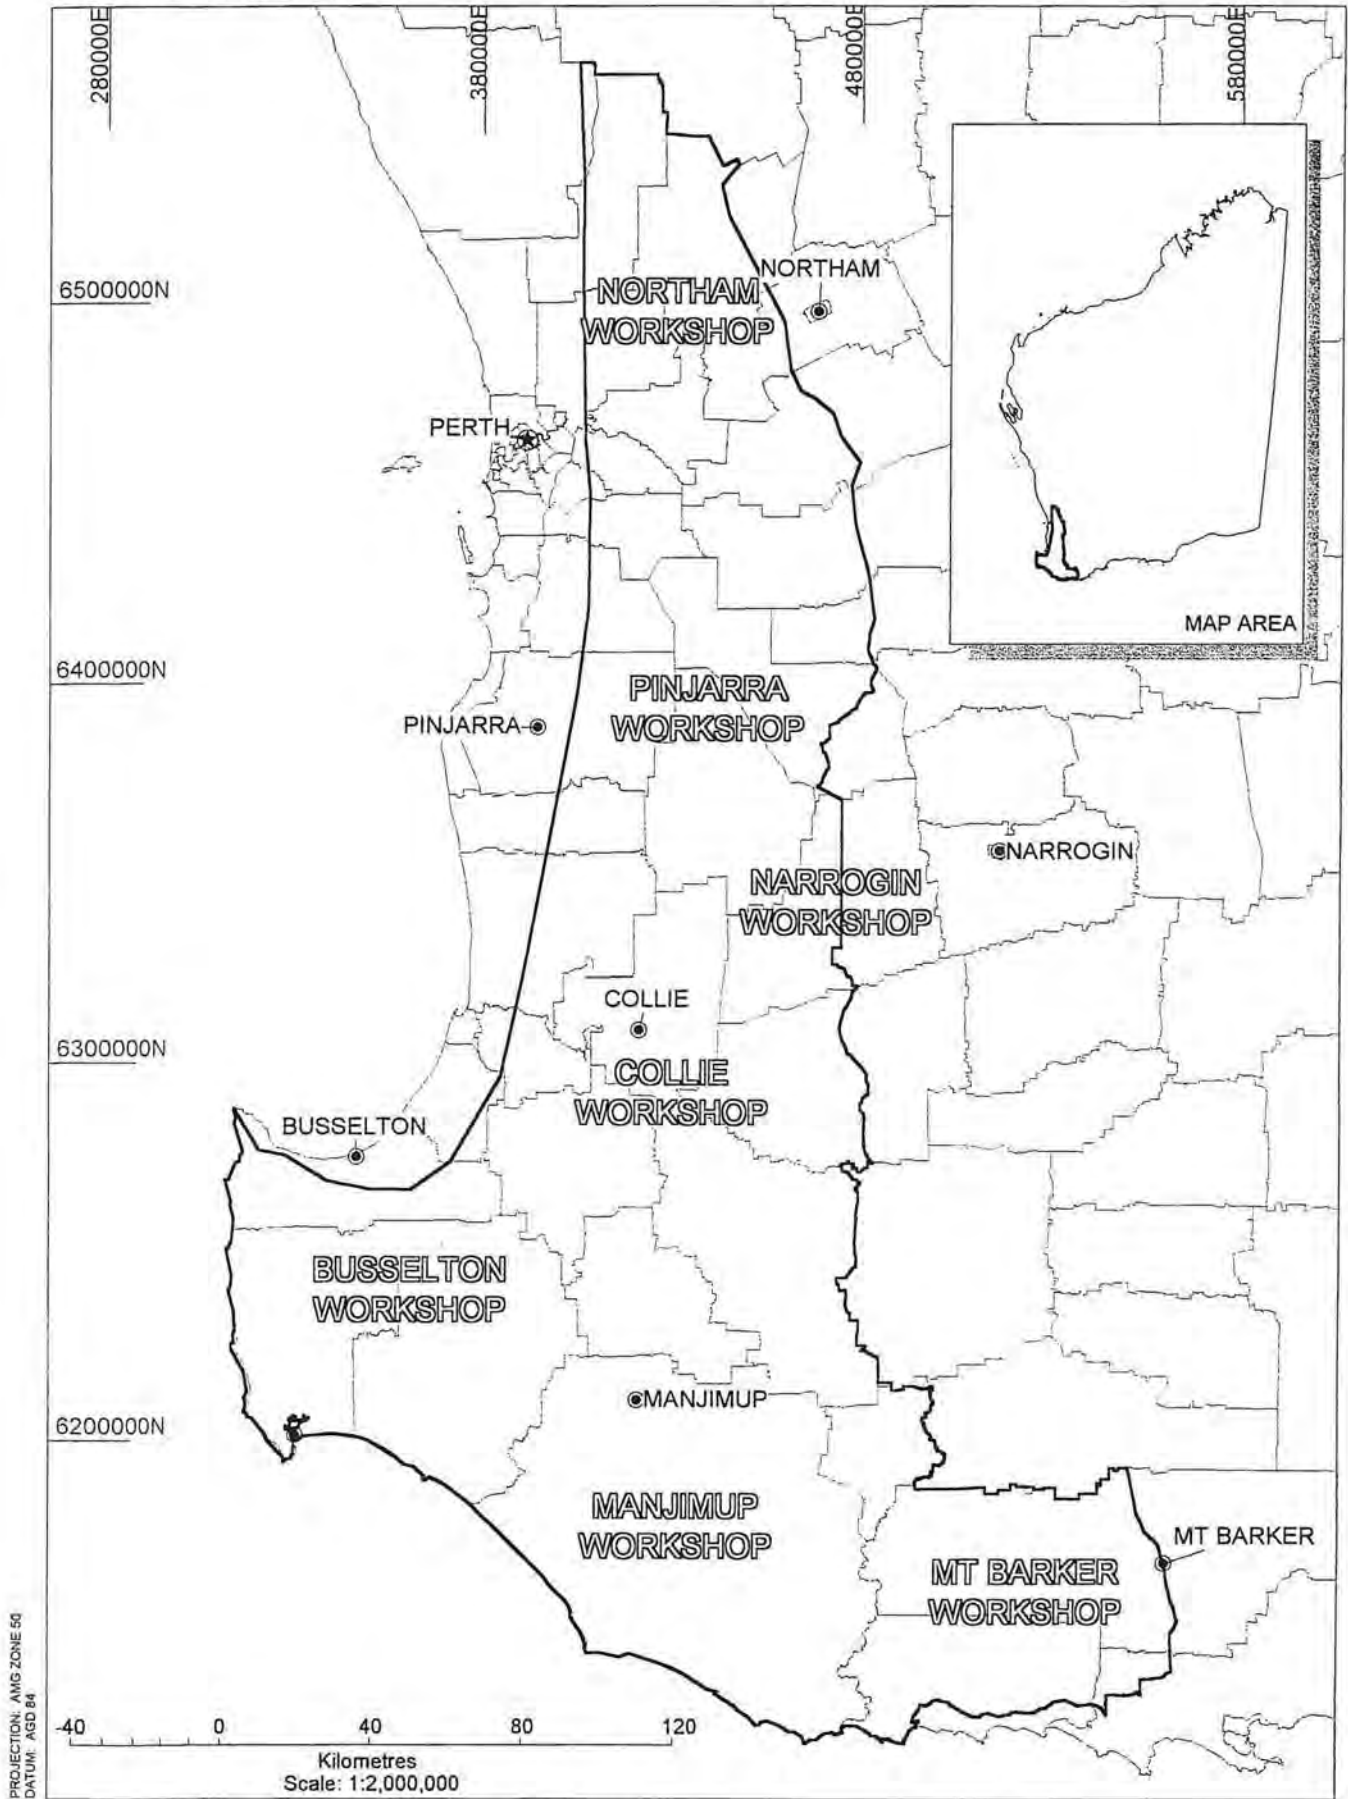 280000E
380000E
480000E
580000E
6500000N
NORTHAM
NORTHAM
WORKSHOP
PERTH
MAP AREA
6400000N
PINJARRA
WORKSHOP
PINJARRA
NARROGIN
NARROGIN
WORKSHOP
COLLIE
6300000N
COLLIE
WORKSHOP
BUSSELTON
BUSSELTON
WORKSHOP
MANJIMUP
6200000N
MANJIMUP
WORKSHOP
MT BARKER
MT BARKER
WORKSHOP
-40 0 40 80 120
Kilometres
Scale: 1:2,000,000
PROJECTION: AMG ZONE 50
DATUM: AGD 84